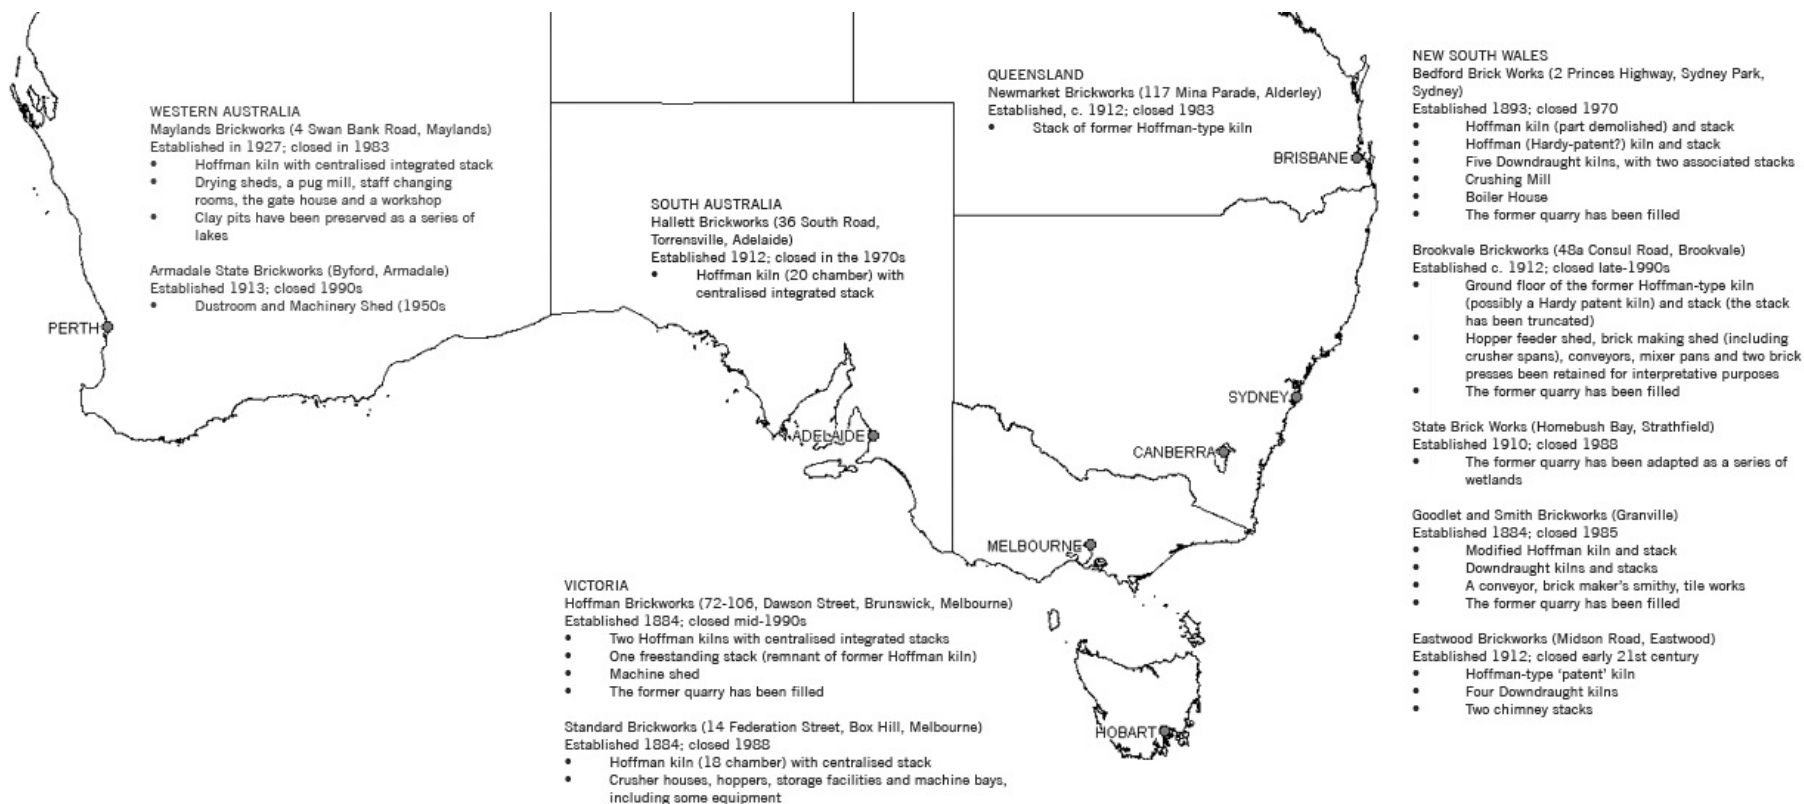 WESTERN AUSTRALIA
Maylands Brickworks (4 Swan Bank Road, Maylands)
Established in 1927; closed in 1983
• Hoffman kiln with centralised integrated stack
• Drying sheds, a pug mill, staff changing
rooms, the gate house and a workshop
• Clay pits have been preserved as a series of
lakes
Armadale State Brickworks (Byford, Armadale)
Established 1913; closed 1990s
• Dustroom and Machinery Shed (1950s
PERTH
SOUTH AUSTRALIA
Hallett Brickworks (36 South Road,
Torrensville, Adelaide)
Established 1912; closed in the 1970s
• Hoffman kiln (20 chamber) with
centralised integrated stack
ADELAIDE
QUEENSLAND
Newmarket Brickworks (117 Mina Parade, Alderley)
Established, c. 1912; closed 1983
• Stack of former Hoffman-type kiln
BRISBANE
SYDNEY
CANBERRA
MELBOURNE
HOBART
VICTORIA
Hoffman Brickworks (72-106, Dawson Street, Brunswick, Melbourne)
Established 1884; closed mid-1990s
• Two Hoffman kilns with centralised integrated stacks
• One freestanding stack (remnant of former Hoffman kiln)
• Machine shed
• The former quarry has been filled
Standard Brickworks (14 Federation Street, Box Hill, Melbourne)
Established 1884; closed 1988
• Hoffman kiln (18 chamber) with centralised stack
• Crusher houses, hoppers, storage facilities and machine bays,
including some equipment
NEW SOUTH WALES
Bedford Brick Works (2 Princes Highway, Sydney Park,
Sydney)
Established 1893; closed 1970
• Hoffman kiln (part demolished) and stack
• Hoffman (Hardy-patent?) kiln and stack
• Five Downdraught kilns, with two associated stacks
• Crushing Mill
• Boiler House
• The former quarry has been filled
Brookvale Brickworks (48a Consul Road, Brookvale)
Established c. 1912; closed late-1990s
• Ground floor of the former Hoffman-type kiln
(possibly a Hardy patent kiln) and stack (the stack
has been truncated)
• Hopper feeder shed, brick making shed (including
crusher spans), conveyors, mixer pans and two brick
presses been retained for interpretative purposes
• The former quarry has been filled
State Brick Works (Homebush Bay, Strathfield)
Established 1910; closed 1988
• The former quarry has been adapted as a series of
wetlands
Goodlet and Smith Brickworks (Granville)
Established 1884; closed 1985
• Modified Hoffman kiln and stack
• Downdraught kilns and stacks
• A conveyor, brick maker's smithy, tile works
• The former quarry has been filled
Eastwood Brickworks (Midson Road, Eastwood)
Established 1912; closed early 21st century
• Hoffman-type ‘patent’ kiln
• Four Downdraught kilns
• Two chimney stacks